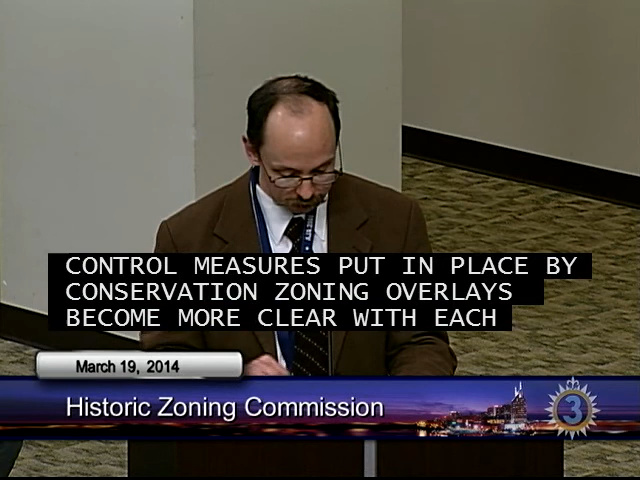 CONTROL MEASURES PUT IN PLACE BY
CONSERVATION ZONING OVERLAYS
BECOME MORE CLEAR WITH EACH
March 19, 2014
Historic Zoning Commission
3